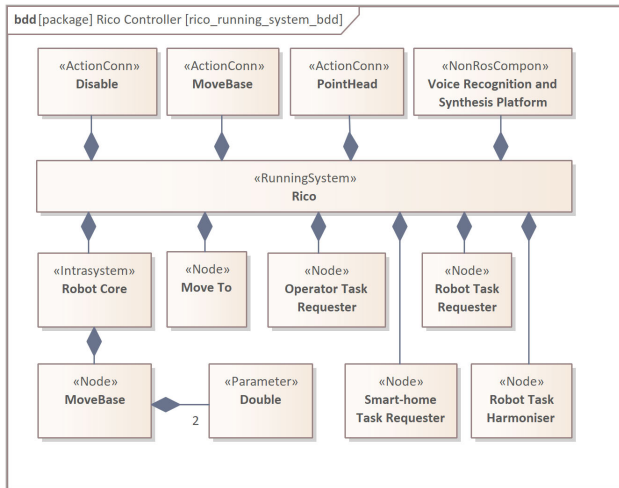 bdd [package] Rico Controller [rico_running_system_bdd]
«ActionConn»
Disable
«ActionConn»
MoveBase
«ActionConn»
PointHead
«NonRosCompon»
Voice Recognition and
Synthesis Platform
«RunningSystem»
Rico
«Intrasystem»
Robot Core
«Node»
Move To
«Node»
Operator Task
Requester
«Node»
Robot Task
Requester
«Node»
MoveBase
2
«Parameter»
Double
«Node»
Smart-home
Task Requester
«Node»
Robot Task
Harmoniser